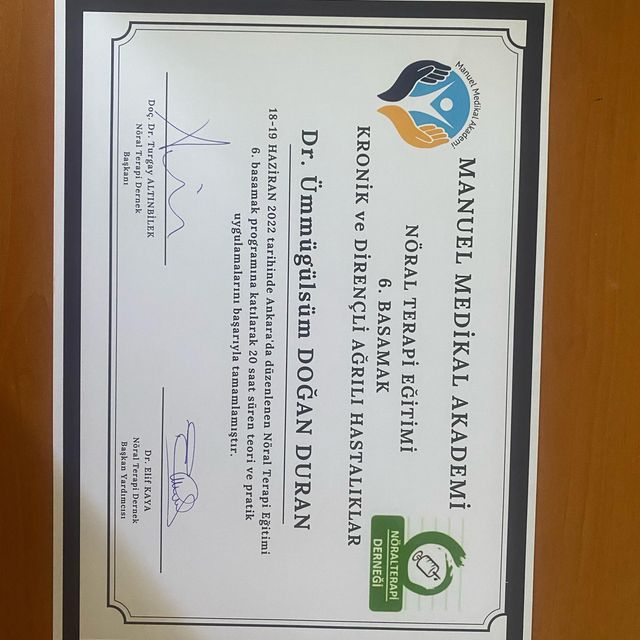 Manuel Medikal Akademi
MANUEL MEDİKAL AKADEMİ
NÖRAL TERAPİ EĞİTİMİ
6. BASAMAK
KRONİK ve DİRENÇLİ AĞRILI HASTALIKLAR
NÖRALTERAPİ
DERNEĞİ
Dr. Ümmügülsüm DOĞAN DURAN
18-19 HAZİRAN 2022 tarihinde Ankara'da düzenlenen Nöral Terapi Eğitimi
6. basamak programına katılarak 20 saat süren teori ve pratik
uygulamalarını başarıyla tamamlamıştır.
Doç. Dr. Turgay ALTINBİLEK
Nöral Terapi Dernek
Başkanı
Dr. Elif KAYA
Nöral Terapi Dernek
Başkan Yardımcısı